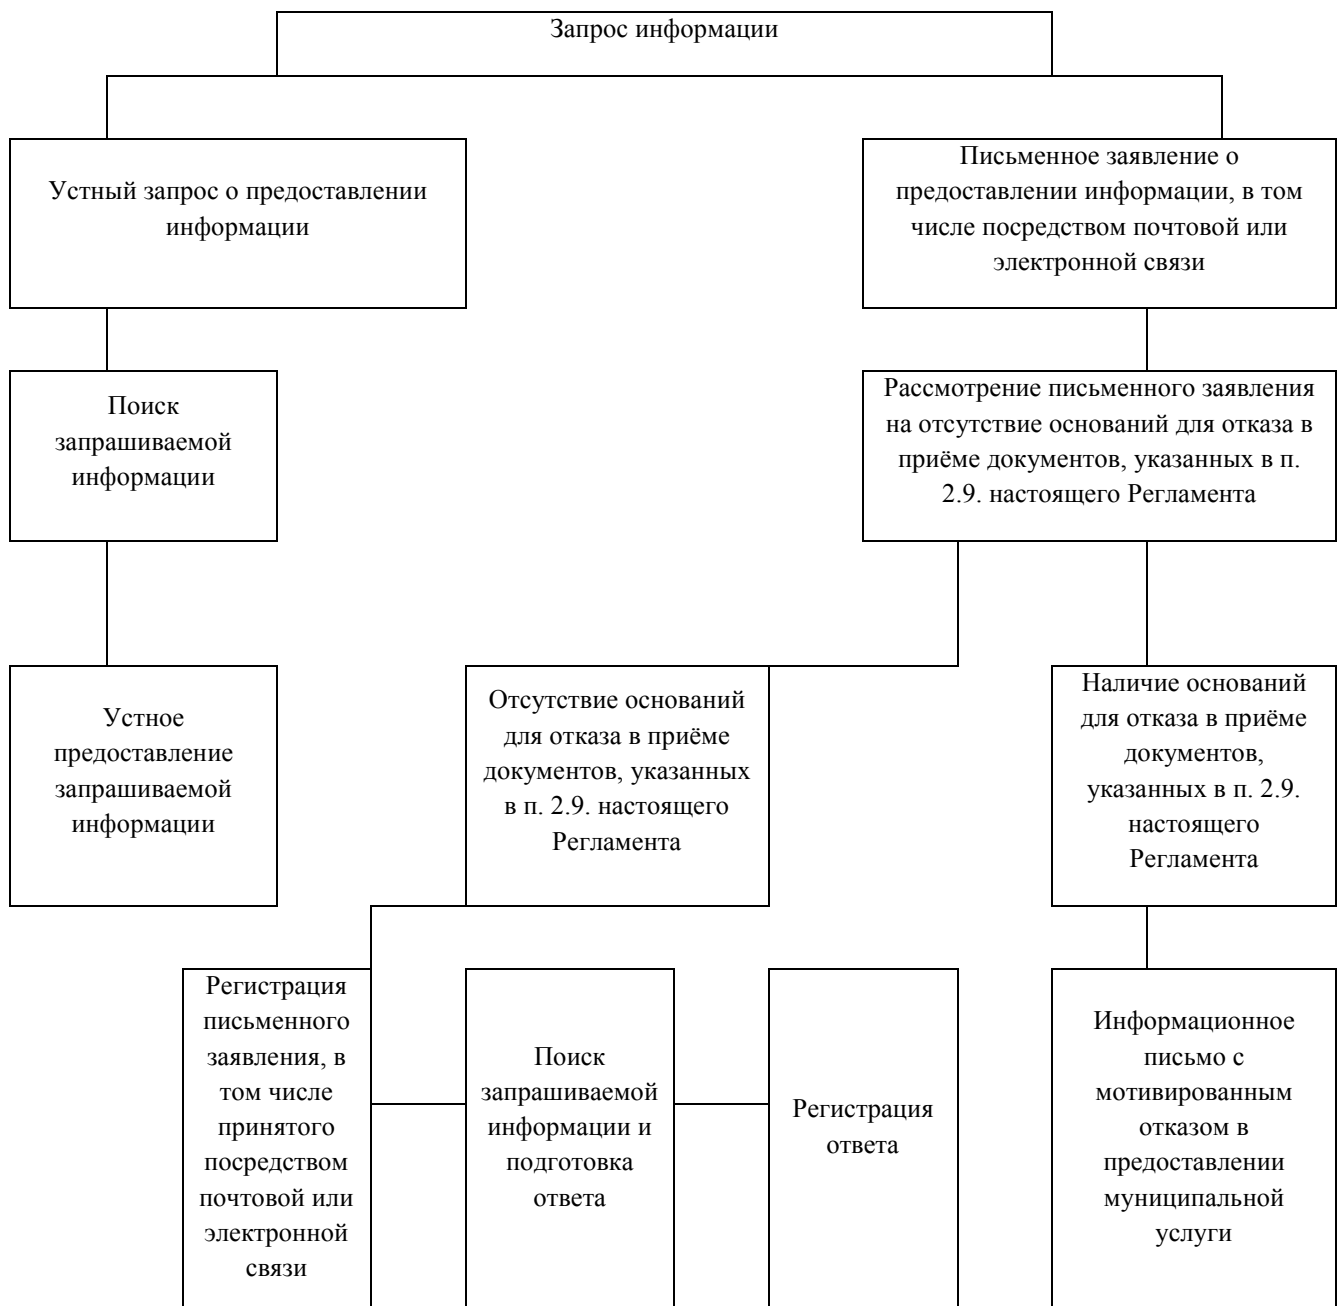 Запрос информации
Устный запрос о предоставлении
информации
Письменное заявление о
предоставлении информации, в том
числе посредством почтовой или
электронной связи
Поиск
запрашиваемой
информации
Рассмотрение письменного заявления
на отсутствие оснований для отказа в
приёме документов, указанных в п.
2.9. настоящего Регламента
Устное
предоставление
запрашиваемой
информации
Отсутствие оснований
для отказа в приёме
документов, указанных
в п. 2.9. настоящего
Регламента
Наличие оснований
для отказа в приёме
документов,
указанных в п. 2.9.
настоящего
Регламента
Регистрация
письменного
заявления, в
том числе
принятого
посредством
почтовой или
электронной
связи
Поиск
запрашиваемой
информации и
подготовка
ответа
Регистрация
ответа
Информационное
письмо с
мотивированным
отказом в
предоставлении
муниципальной
услуги